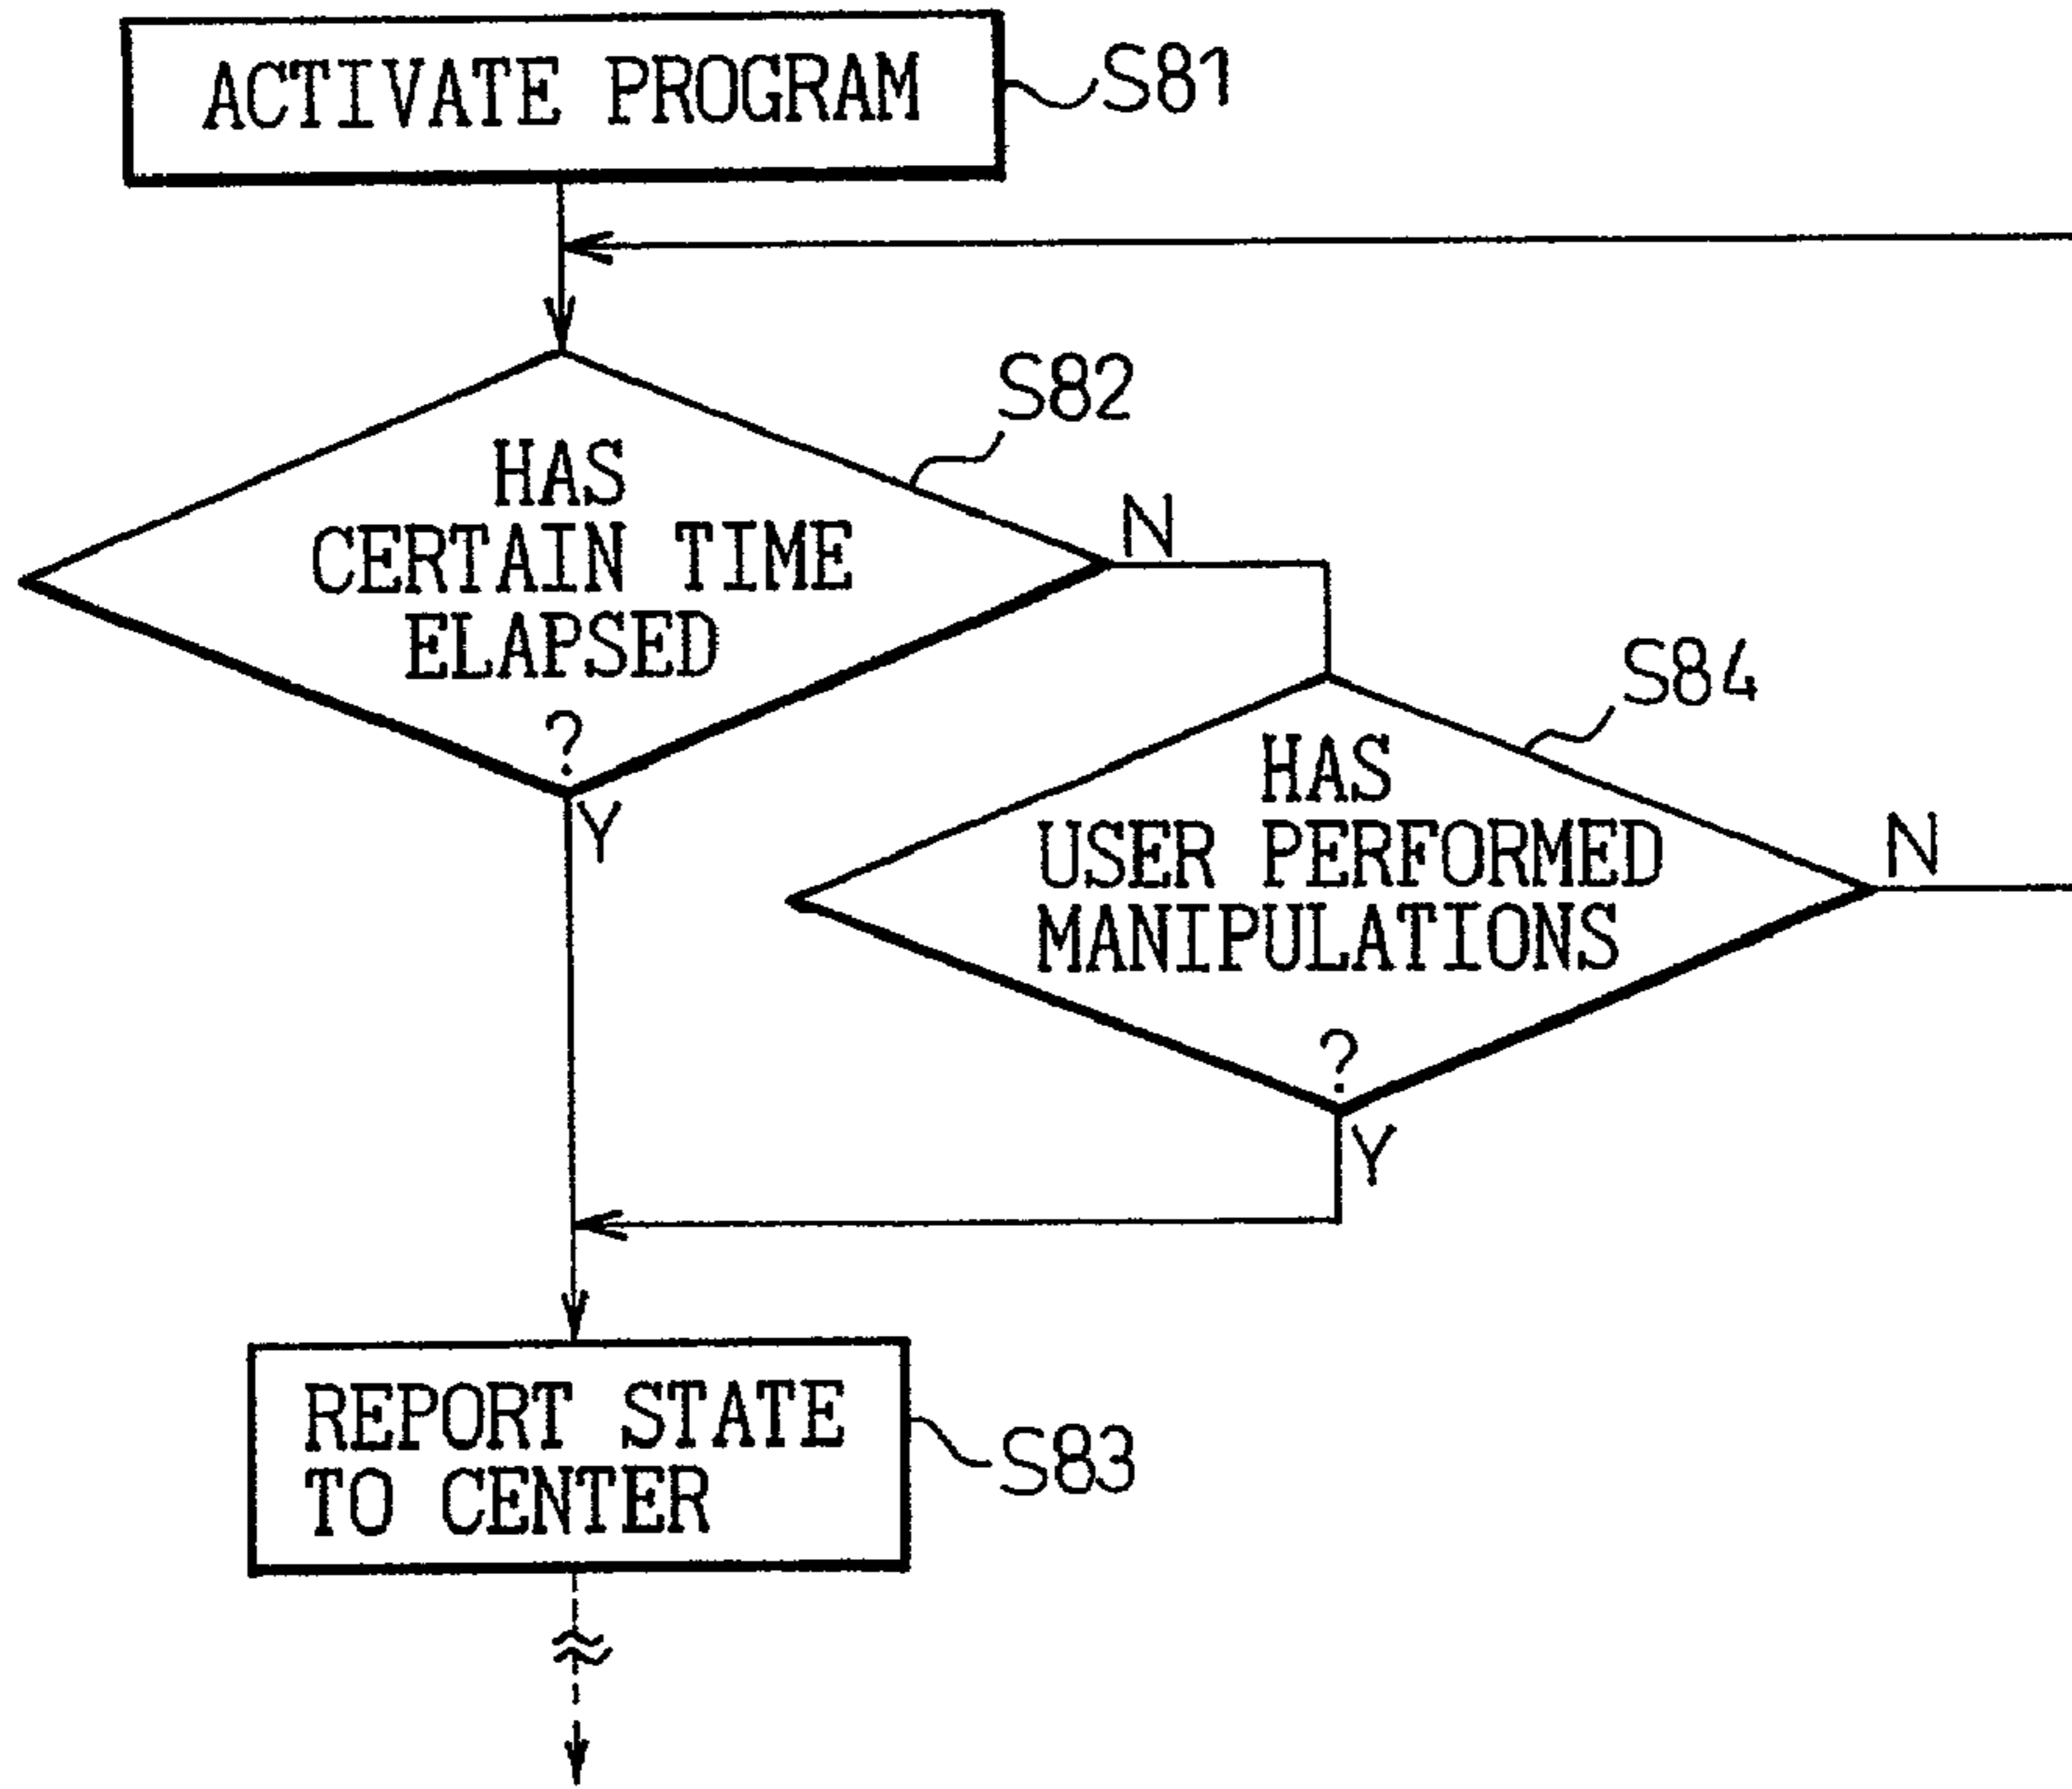 ACTIVATE PROGRAM
S81
S82
HAS
CERTAIN TIME
ELAPSED
?
N
Y
S84
HAS
USER PERFORMED
MANIPULATIONS
?
N
Y
REPORT STATE
TO CENTER
S83